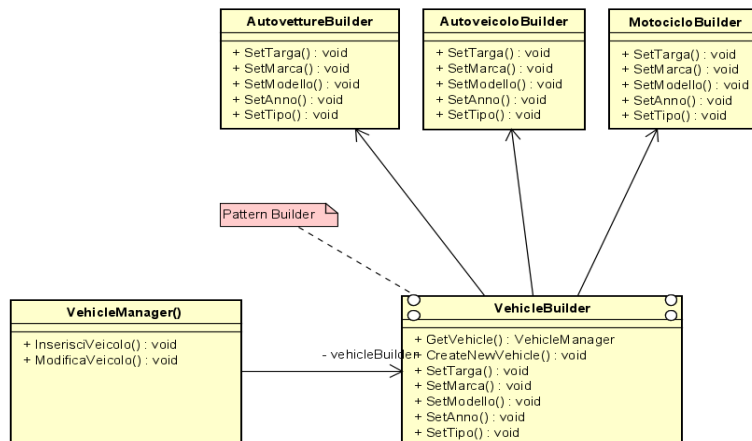 AutovettureBuilder
+ SetTarga() : void
+ SetMarca() : void
+ SetModello() : void
+ SetAnno() : void
+ SetTipo() : void
AutoveicoloBuilder
+ SetTarga() : void
+ SetMarca() : void
+ SetModello() : void
+ SetAnno() : void
+ SetTipo() : void
MotocicloBuilder
+ SetTarga() : void
+ SetMarca() : void
+ SetModello() : void
+ SetAnno() : void
+ SetTipo() : void
Pattern Builder
VehicleManager()
+ InserisciVeicolo() : void
+ ModificaVeicolo() : void
- vehicleBuilder
VehicleBuilder
+ GetVehicle() : VehicleManager
+ CreateNewVehicle() : void
+ SetTarga() : void
+ SetMarca() : void
+ SetModello() : void
+ SetAnno() : void
+ SetTipo() : void